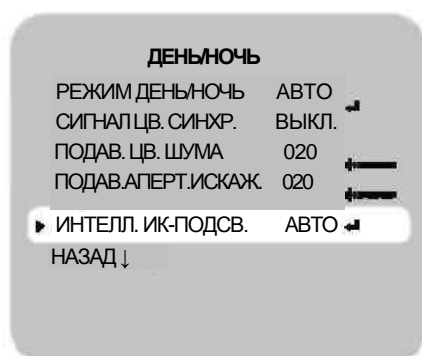 ДЕНЬ/НОЧЬ
РЕЖИМ ДЕНЬ/НОЧЬ АВТО ↲
СИГНАЛ ЦВ. СИНХР. ВЫКЛ.
ПОДАВ. ЦВ. ШУМА 020
ПОДАВ.АПЕРТ.ИСКАЖ. 020
ИНТЕЛЛ. ИК-ПОДСВ. АВТО ↲
НАЗАД ↓